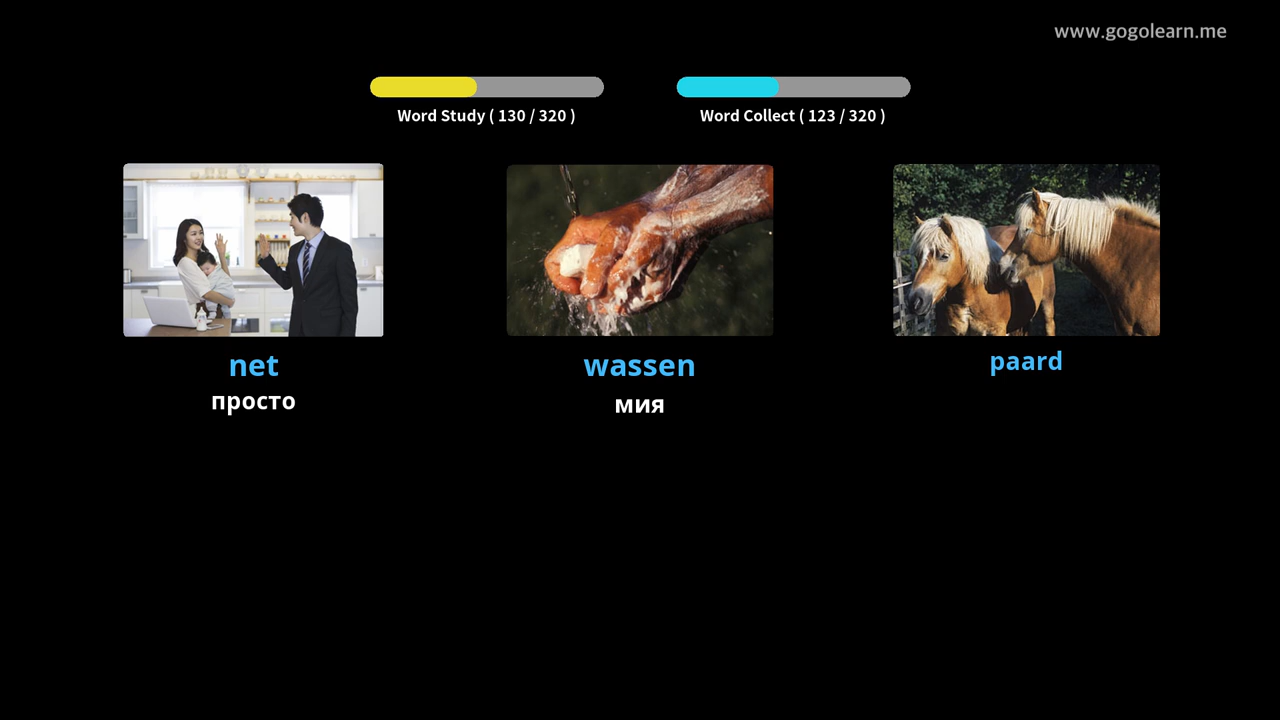 www.gogolearn.me
Word Study ( 130 / 320 )
Word Collect ( 123 / 320 )
net
просто
wassen
мия
paard